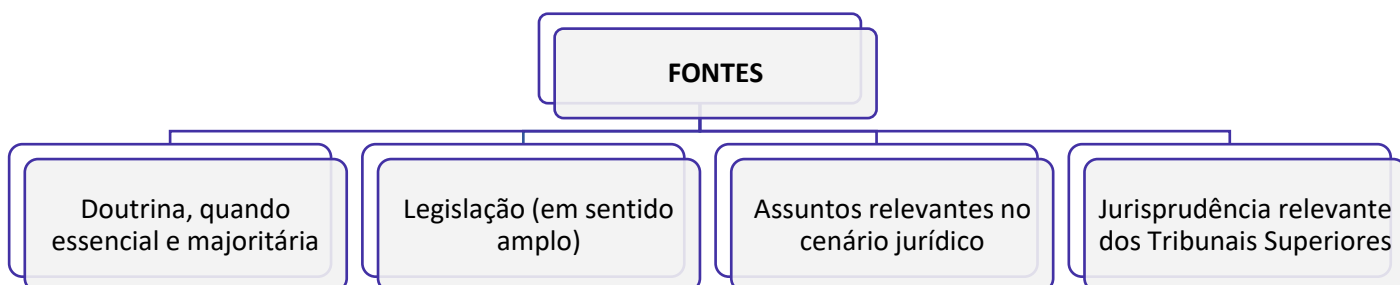 FONTES
Doutrina, quando
essencial e majoritária
Legislação (em sentido
amplo)
Assuntos relevantes no
cenário jurídico
Jurisprudência relevante
dos Tribunais Superiores